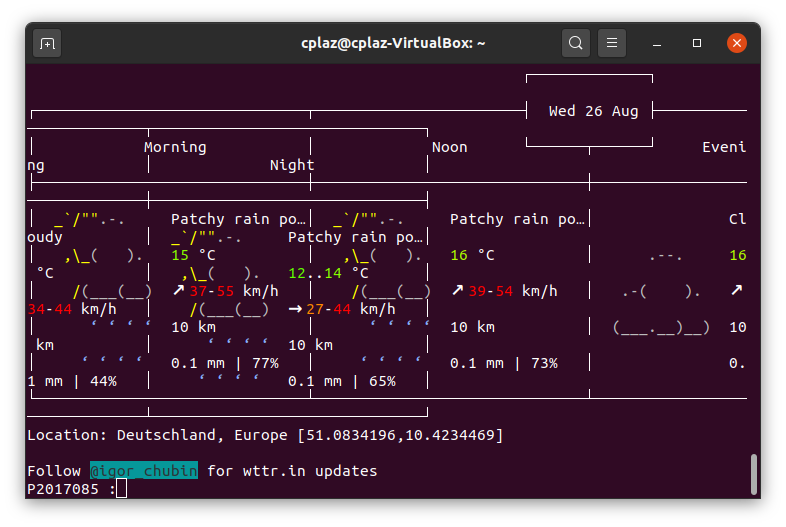 cplaz@cplaz-VirtualBox: ~
Wed 26 Aug
Morning Noon Eveni
ng Night
_`/"".-. Patchy rain po… _`/"".-. Patchy rain po… Cl
oudy _`/"".-. Patchy rain po…
,\_( ). 15 °C ,\_( ). 16 °C .--. 16
°C ,\_( ). 12..14 °C
/(___(__) ↗ 37-55 km/h /(___(__) ↗ 39-54 km/h .-( ). ↗
34-44 km/h /(___(__) → 27-44 km/h
‘ ‘ ‘ ‘ 10 km ‘ ‘ ‘ ‘ 10 km (___.__)__) 10
km ‘ ‘ ‘ ‘ 10 km
‘ ‘ ‘ ‘ 0.1 mm | 77% ‘ ‘ ‘ ‘ 0.1 mm | 73% 0.
1 mm | 44% ‘ ‘ ‘ ‘ 0.1 mm | 65%
Location: Deutschland, Europe [51.0834196,10.4234469]
Follow @igor_chubin for wttr.in updates
P2017085 :